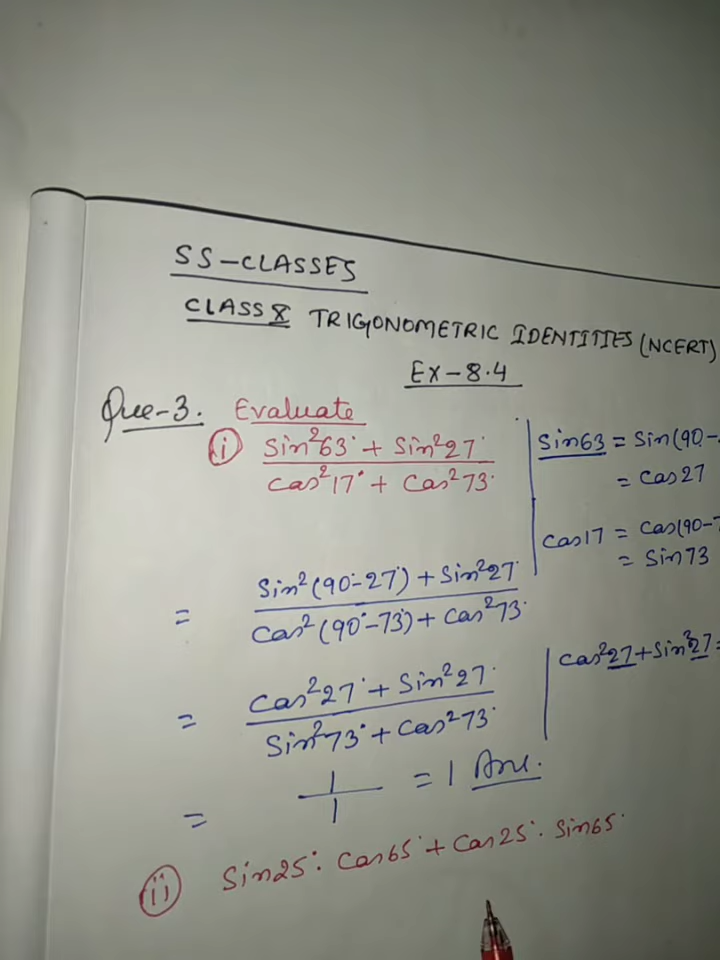 SS-CLASSES
CLASS X TRIGONOMETRIC IDENTITIES (NCERT)
EX-8.4
Que-3. Evaluate
(i) Sin²63° + Sin²27° / Cos²17° + Cos²73°
Sin63 = Sin(90-
= Cos27
Cos17 = Cos(90-7
= Sin73
= Sin²(90°-27°) + Sin²27° / Cos²(90°-73°) + Cos²73°
= Cos²27° + Sin²27° / Sin²73° + Cos²73°
Cos²27 + Sin²27 =
= 1/1 = 1 Ans.
(ii) Sin25°. Cos65° + Cos25°. Sin65°